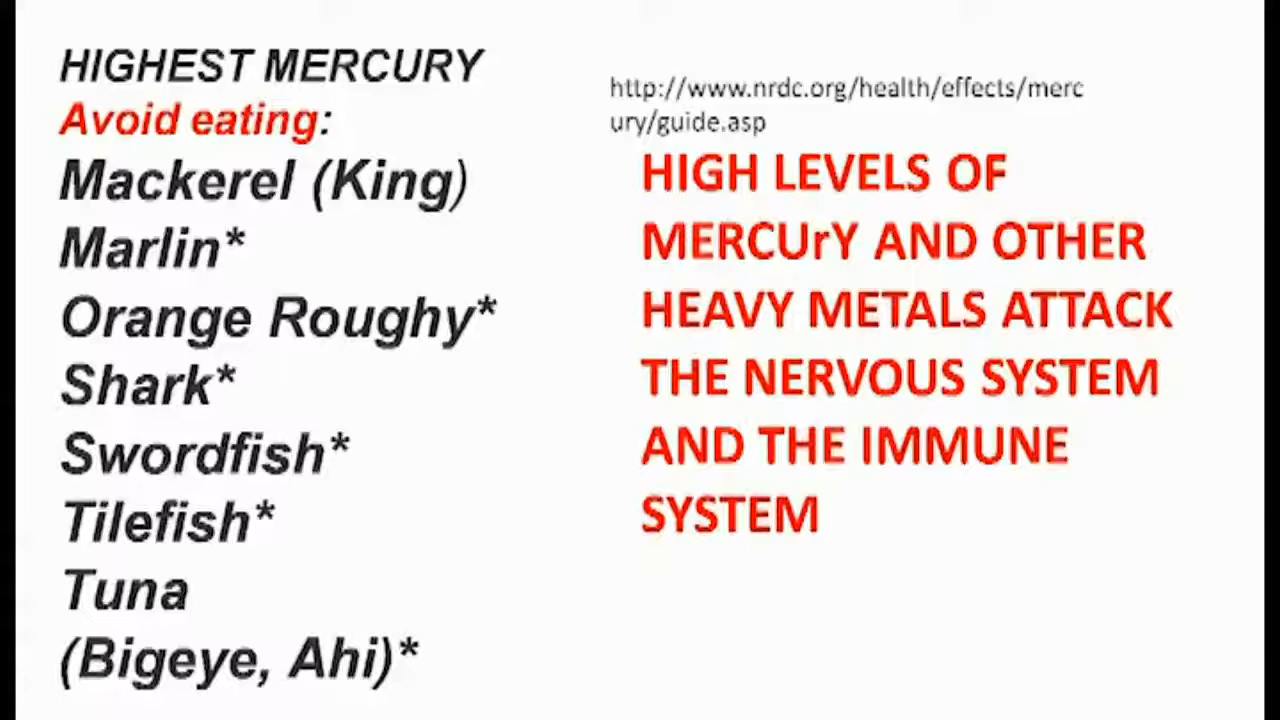 HIGHEST MERCURY
Avoid eating:
Mackerel (King)
Marlin*
Orange Roughy*
Shark*
Swordfish*
Tilefish*
Tuna
(Bigeye, Ahi)*
http://www.nrdc.org/health/effects/merc
ury/guide.asp
HIGH LEVELS OF
MERCUrY AND OTHER
HEAVY METALS ATTACK
THE NERVOUS SYSTEM
AND THE IMMUNE
SYSTEM